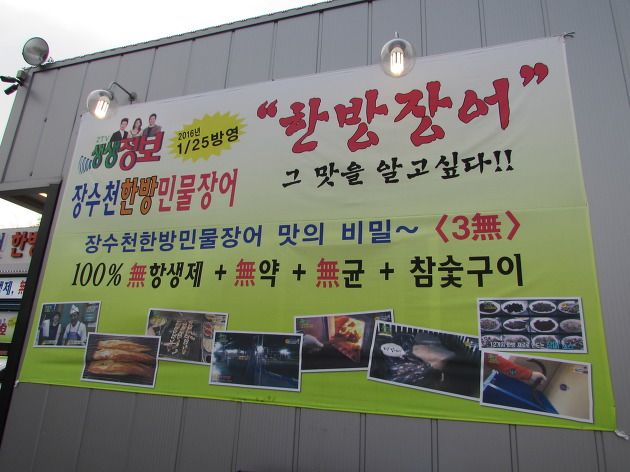 2TV
생생정보
2016년
1/25방영
"한방장어"
그 맛을 알고싶다!!
장수천한방민물장어
장수천한방민물장어 맛의 비밀~ <3無>
100% 無항생제 + 無약 + 無균 + 참숯구이